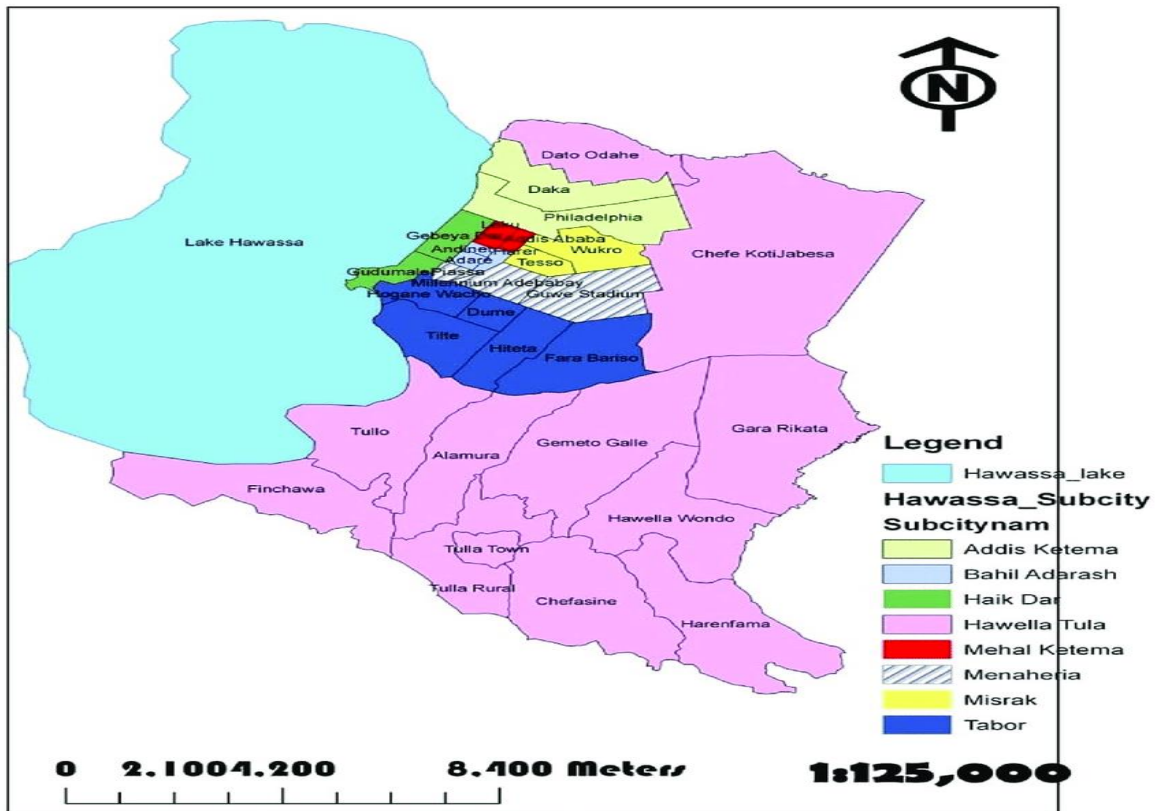 N
Dato Odahe
Daka
Philadelphia
Lake Hawassa
Gebeya
Addis Ababa
Wukro
Chefe KotiJabesa
Andinet
Harer
Adare
Tesso
Gudumale
Piassa
Millennium Adebabay
Hogane Wacho
Guwe Stadium
Dume
Tilte
Hiteta
Fara Bariso
Tullo
Gara Rikata
Gemeto Galle
Alamura
Finchawa
Hawella Wondo
Tulla Town
Tulla Rural
Chefasine
Harenfama
Legend
Hawassa_lake
Hawassa_Subcity
Subcitynam
Addis Ketema
Bahil Adarash
Haik Dar
Hawella Tula
Mehal Ketema
Menaheria
Misrak
Tabor
0 2.1004.200 8.400 Meters
1:125,000